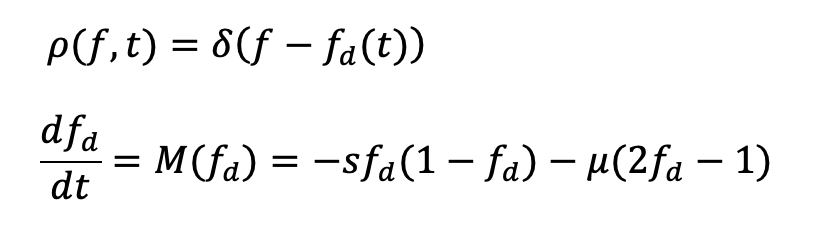 ρ(f, t) = δ(f − f_d(t))
df_d/dt = M(f_d) = −sf_d(1 − f_d) − μ(2f_d − 1)